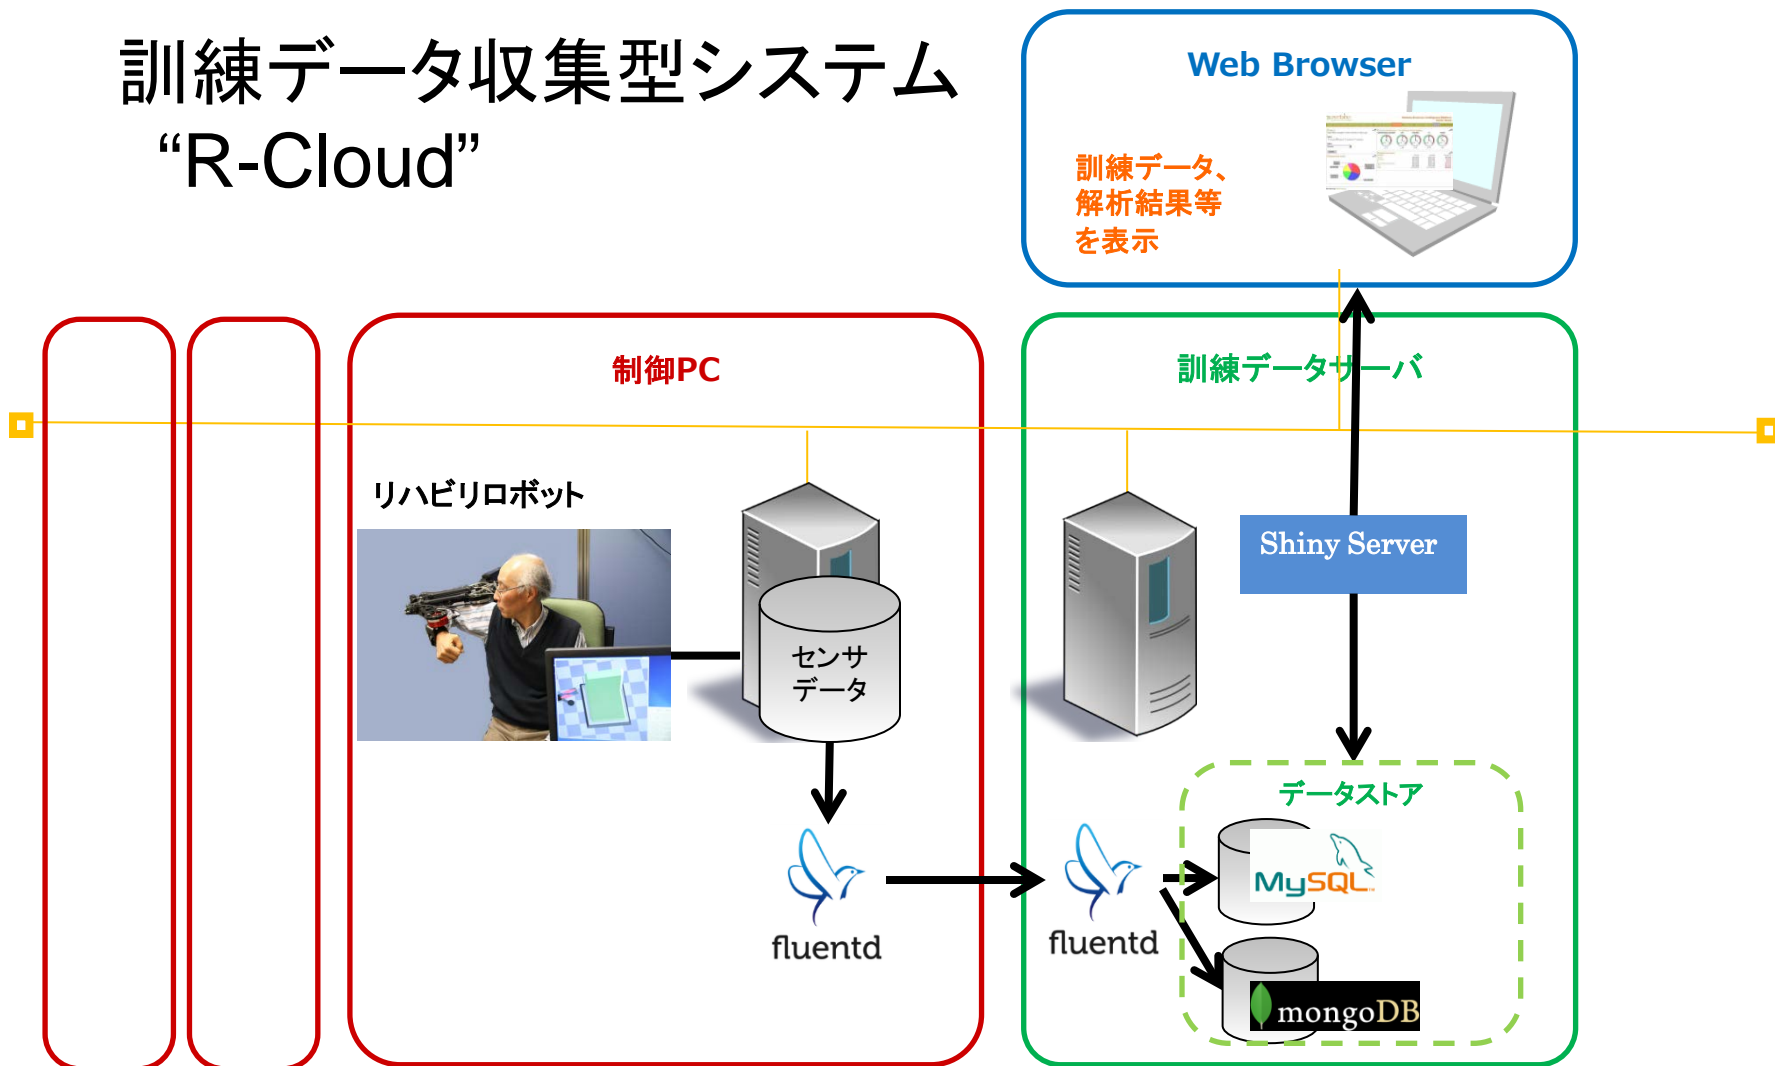 訓練データ収集型システム
“R-Cloud”
Web Browser
訓練データ、
解析結果等
を表示
制御PC
訓練データサーバ
リハビリロボット
Shiny Server
センサ
データ
データストア
MySQL
fluentd
fluentd
mongoDB